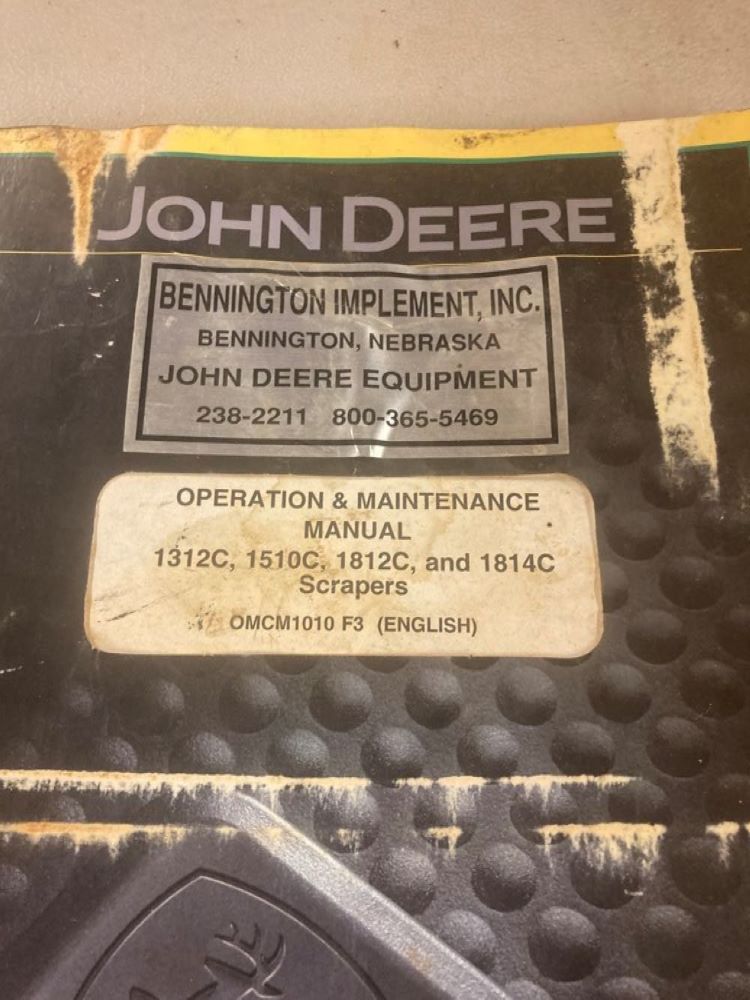 JOHN DEERE
BENNINGTON IMPLEMENT, INC.
BENNINGTON, NEBRASKA
JOHN DEERE EQUIPMENT
238-2211 800-365-5469
OPERATION & MAINTENANCE
MANUAL
1312C, 1510C, 1812C, and 1814C
Scrapers
OMCM1010 F3 (ENGLISH)